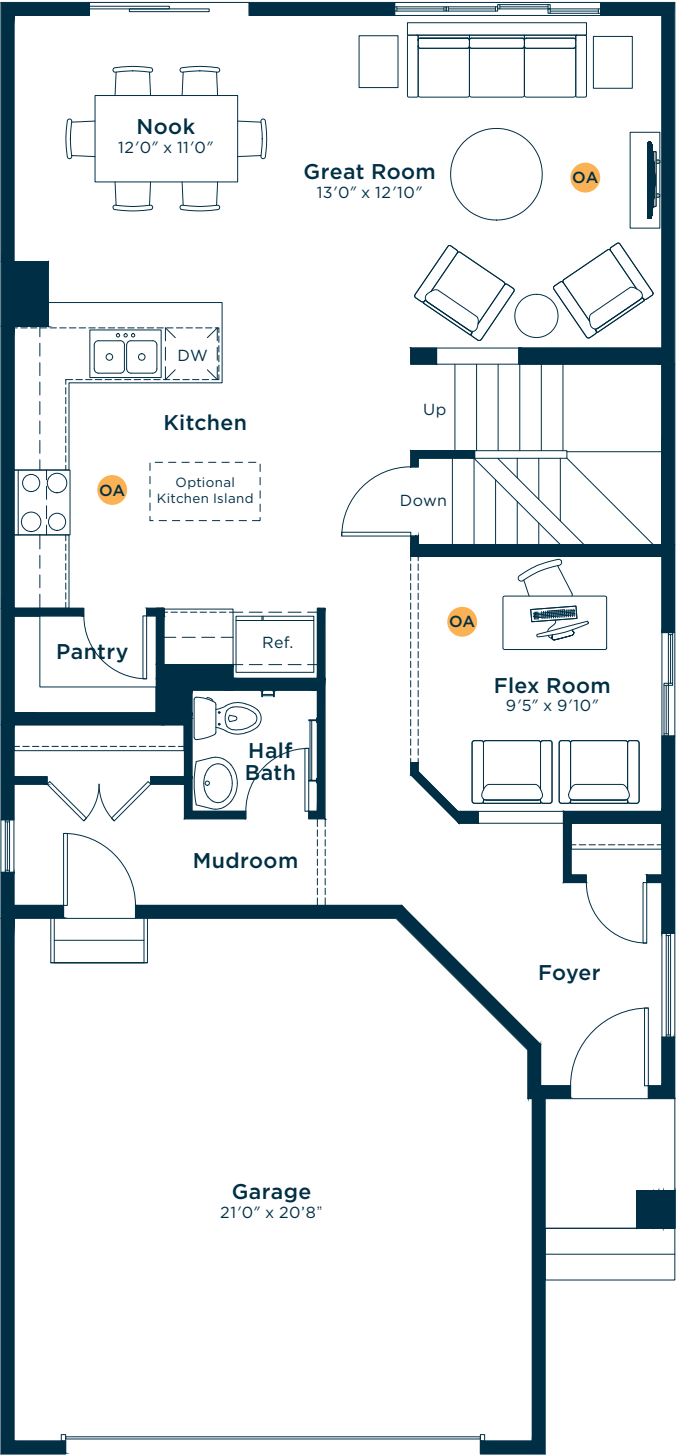 Nook
12′0″ x 11′0″
Great Room
13′0″ x 12′10″
OA
DW
Kitchen
Up
OA
Optional
Kitchen Island
Down
OA
Ref.
Pantry
Flex Room
9′5″ x 9′10″
Half
Bath
Mudroom
Foyer
Garage
21′0″ x 20’8”